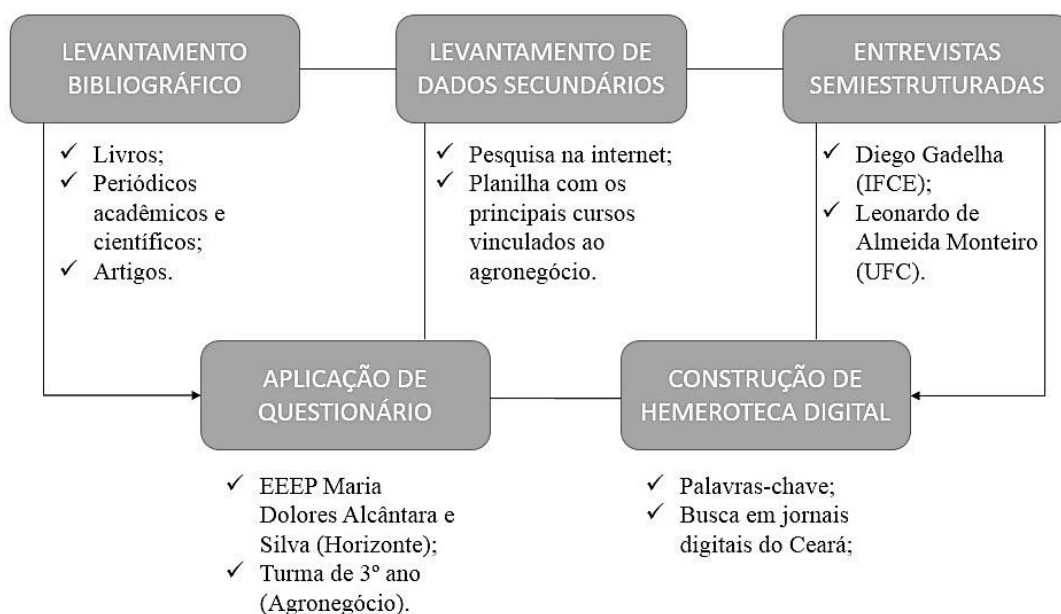 LEVANTAMENTO
BIBLIOGRÁFICO
✓ Livros;
✓ Periódicos
acadêmicos e
científicos;
✓ Artigos.
LEVANTAMENTO DE
DADOS SECUNDÁRIOS
✓ Pesquisa na internet;
✓ Planilha com os
principais cursos
vinculados ao
agronegócio.
ENTREVISTAS
SEMIESTRUTURADAS
✓ Diego Gadelha
(IFCE);
✓ Leonardo de
Almeida Monteiro
(UFC).
APLICAÇÃO DE
QUESTIONÁRIO
✓ EEEP Maria
Dolores Alcântara e
Silva (Horizonte);
✓ Turma de 3º ano
(Agronegócio).
CONSTRUÇÃO DE
HEMEROTECA DIGITAL
✓ Palavras-chave;
✓ Busca em jornais
digitais do Ceará;